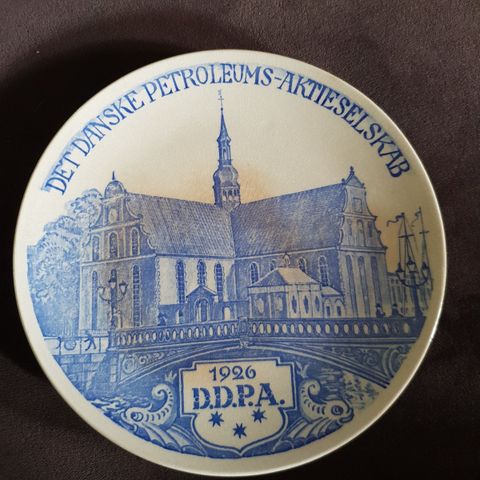 DET DANSKE PETROLEUMS-AKTIESELSKAB
1926
D.D.P.A.